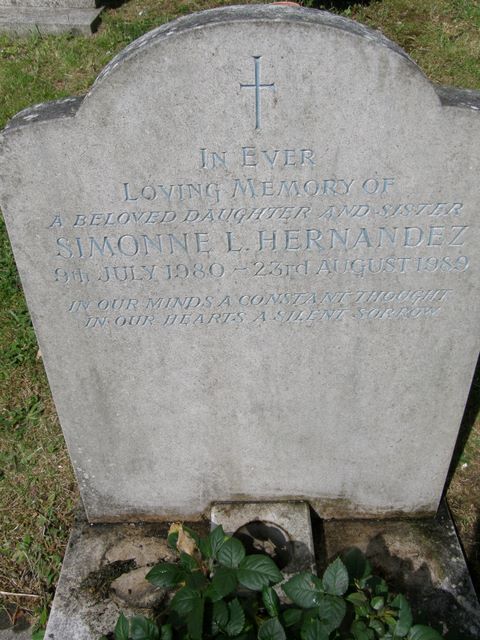 IN EVER
LOVING MEMORY OF
A BELOVED DAUGHTER AND SISTER
SIMONNE L. HERNANDEZ
9th JULY 1980 - 23rd AUGUST 1989
IN OUR MINDS A CONSTANT THOUGHT
IN OUR HEARTS A SILENT SORROW